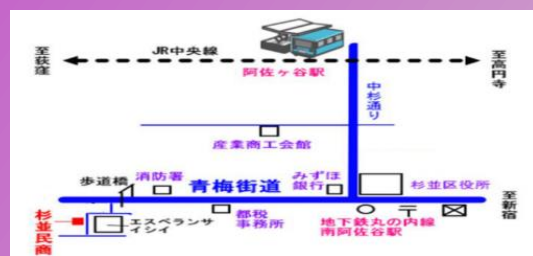 JR中央線
至荻窪
至高円寺
阿佐ヶ谷駅
中杉通り
産業商工会館
歩道橋
消防署
青梅街道
みずほ
銀行
杉並区役所
至新宿
杉並民商
エスペランサ
イシイ
都税
事務所
地下鉄丸の内線
南阿佐谷駅